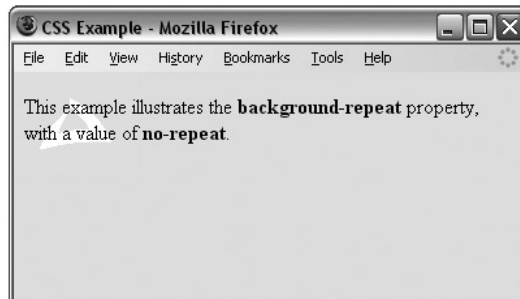 CSS Example - Mozilla Firefox
File Edit View History Bookmarks Tools Help
This example illustrates the background-repeat property,
with a value of no-repeat.